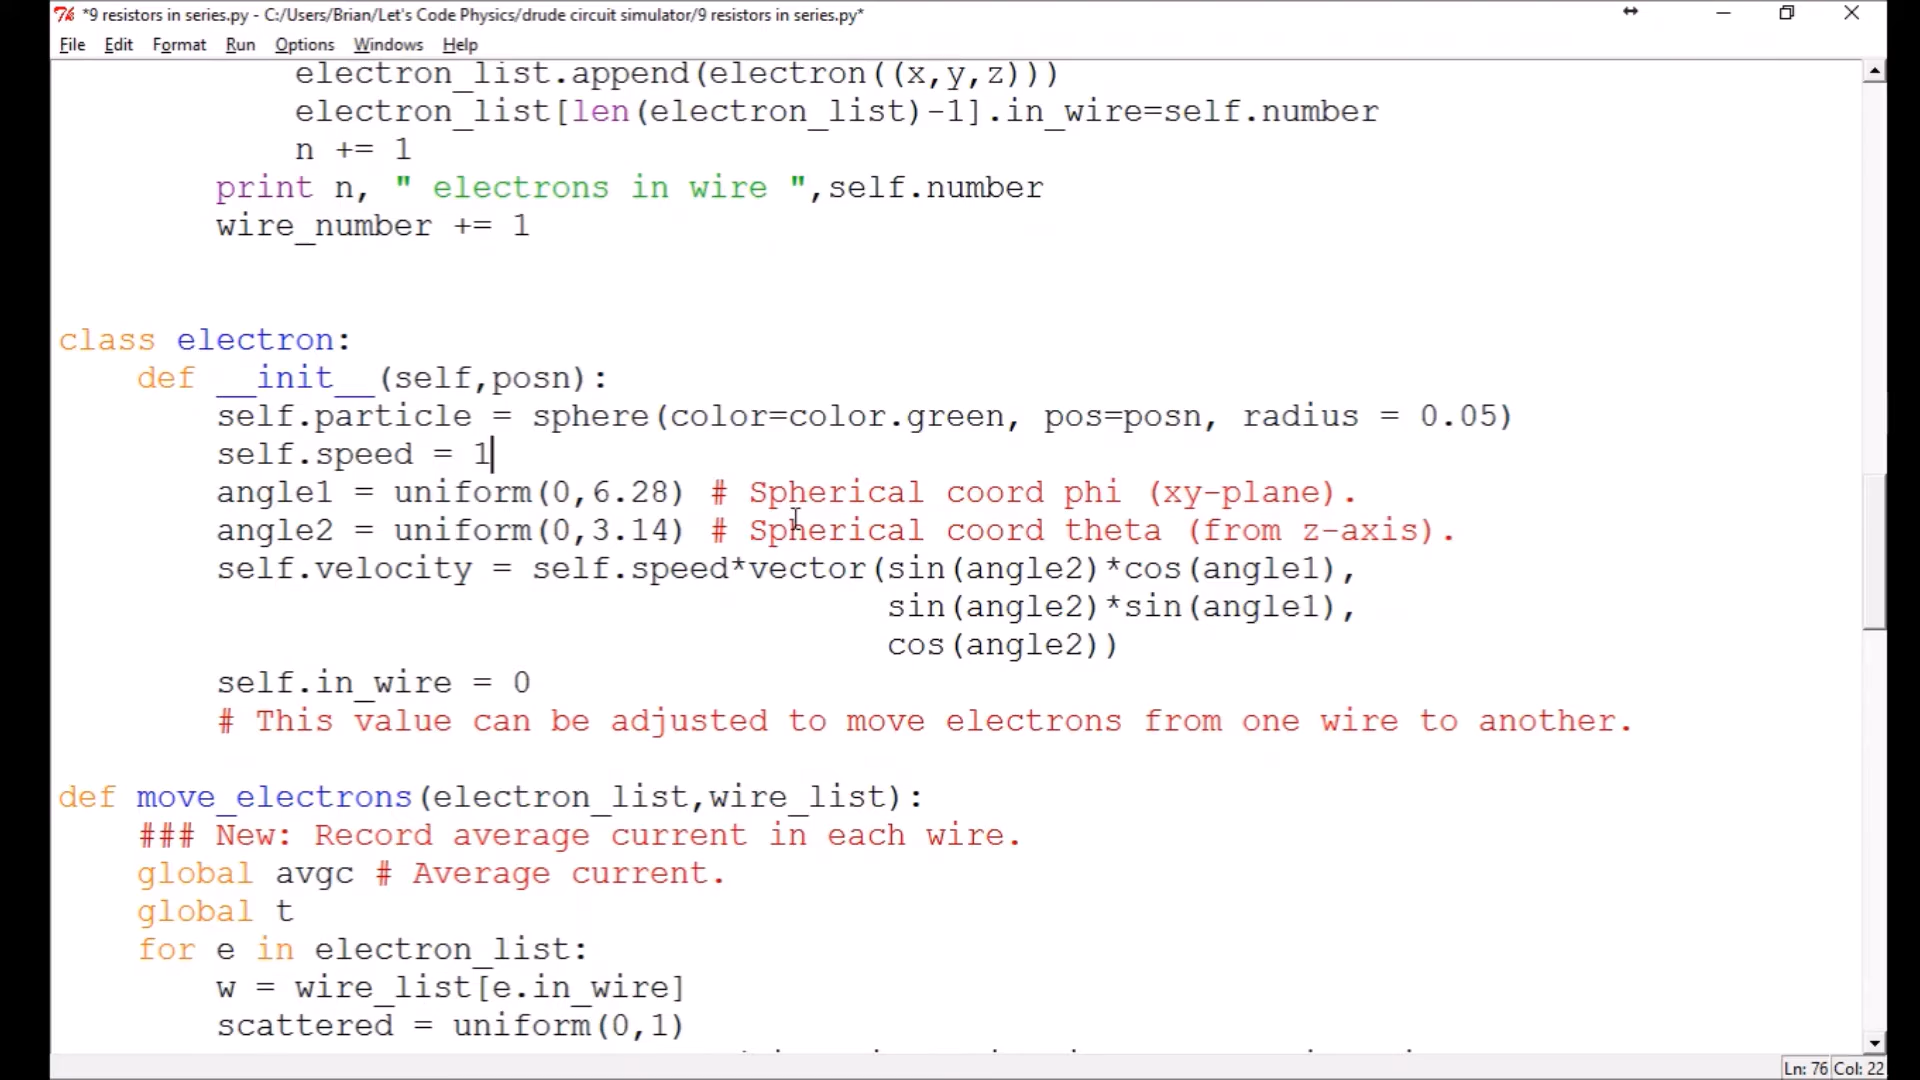 *9 resistors in series.py - C:/Users/Brian/Let's Code Physics/drude circuit simulator/9 resistors in series.py*
File Edit Format Run Options Windows Help
electron_list.append(electron((x,y,z)))
electron_list[len(electron_list)-1].in_wire=self.number
n += 1
print n, " electrons in wire ",self.number
wire_number += 1
class electron:
def __init__(self,posn):
self.particle = sphere(color=color.green, pos=posn, radius = 0.05)
self.speed = 1
angle1 = uniform(0,6.28) # Spherical coord phi (xy-plane).
angle2 = uniform(0,3.14) # Spherical coord theta (from z-axis).
self.velocity = self.speed*vector(sin(angle2)*cos(angle1),
sin(angle2)*sin(angle1),
cos(angle2))
self.in_wire = 0
# This value can be adjusted to move electrons from one wire to another.
def move_electrons(electron_list,wire_list):
### New: Record average current in each wire.
global avgc # Average current.
global t
for e in electron_list:
w = wire_list[e.in_wire]
scattered = uniform(0,1)
Ln: 76 Col: 22